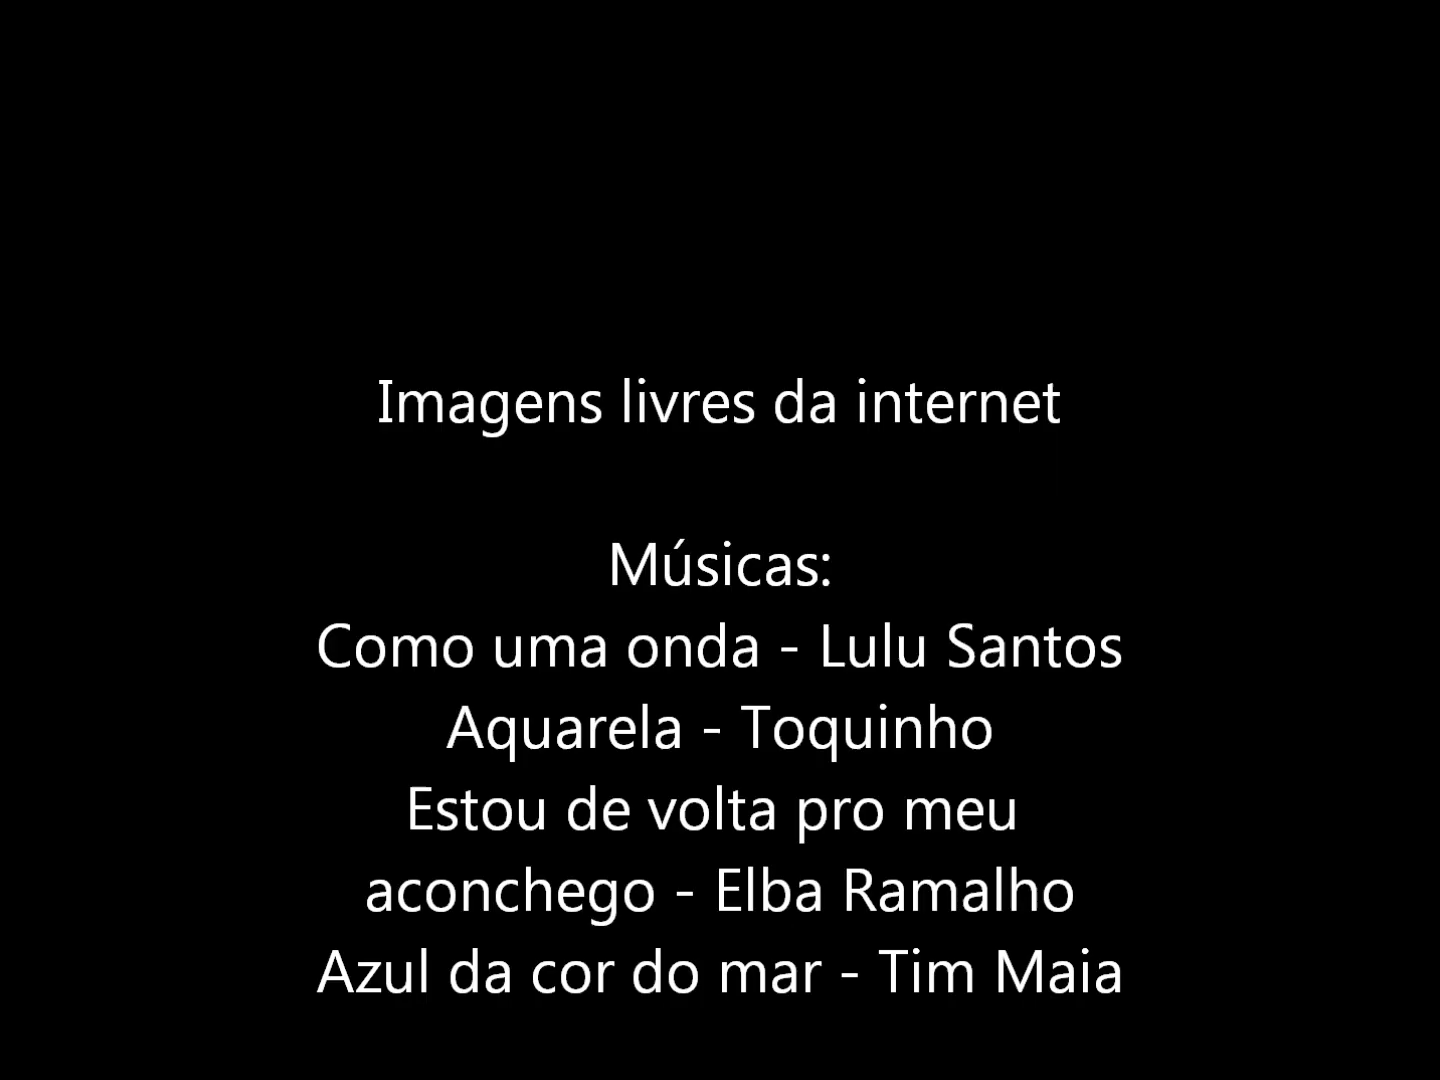 Imagens livres da internet
Músicas:
Como uma onda - Lulu Santos
Aquarela - Toquinho
Estou de volta pro meu
aconchego - Elba Ramalho
Azul da cor do mar - Tim Maia